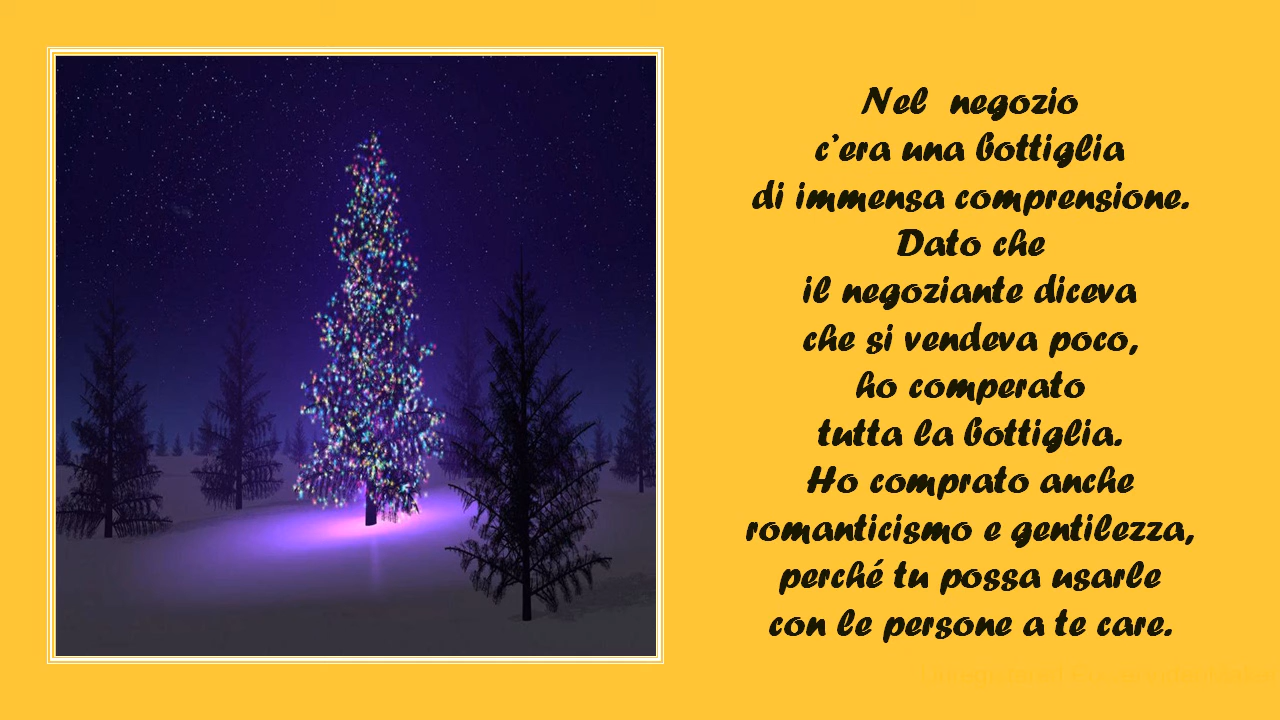 Nel negozio
c'era una bottiglia
di immensa comprensione.
Dato che
il negoziante diceva
che si vendeva poco,
ho comperato
tutta la bottiglia.
Ho comprato anche
romanticismo e gentilezza,
perché tu possa usarle
con le persone a te care.